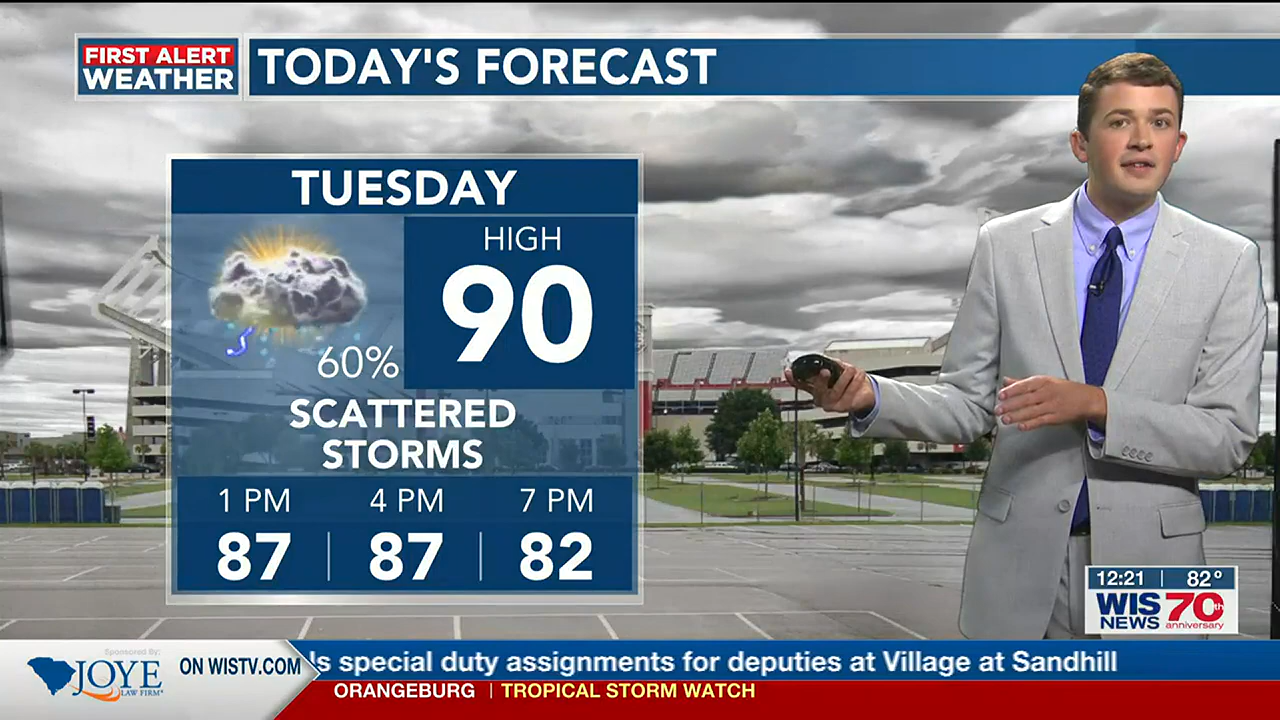 FIRST ALERT
WEATHER
TODAY'S FORECAST
TUESDAY
HIGH
90
60%
SCATTERED
STORMS
1 PM 4 PM 7 PM
87 87 82
12:21 82°
WIS
NEWS
70th
anniversary
Sponsored By:
JOYE
LAW FIRM
ON WISTV.COM
ls special duty assignments for deputies at Village at Sandhill
ORANGEBURG | TROPICAL STORM WATCH